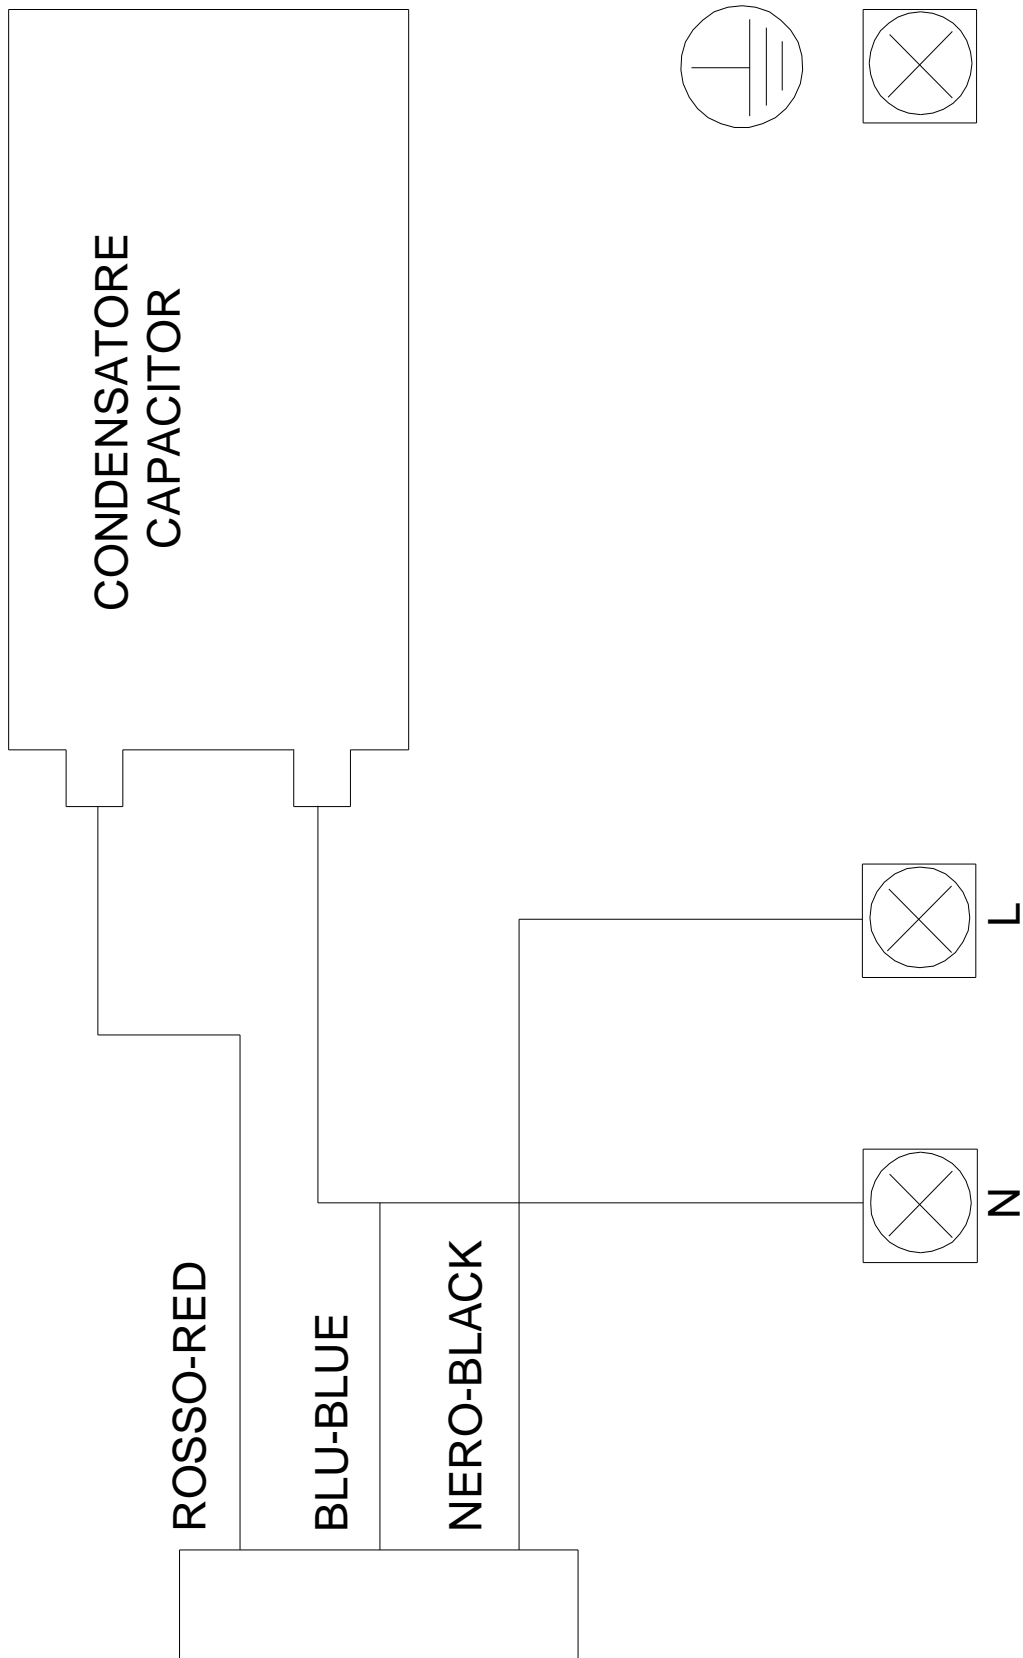 CONDENSATORE
CAPACITOR
ROSSO-RED
BLU-BLUE
NERO-BLACK
L
N